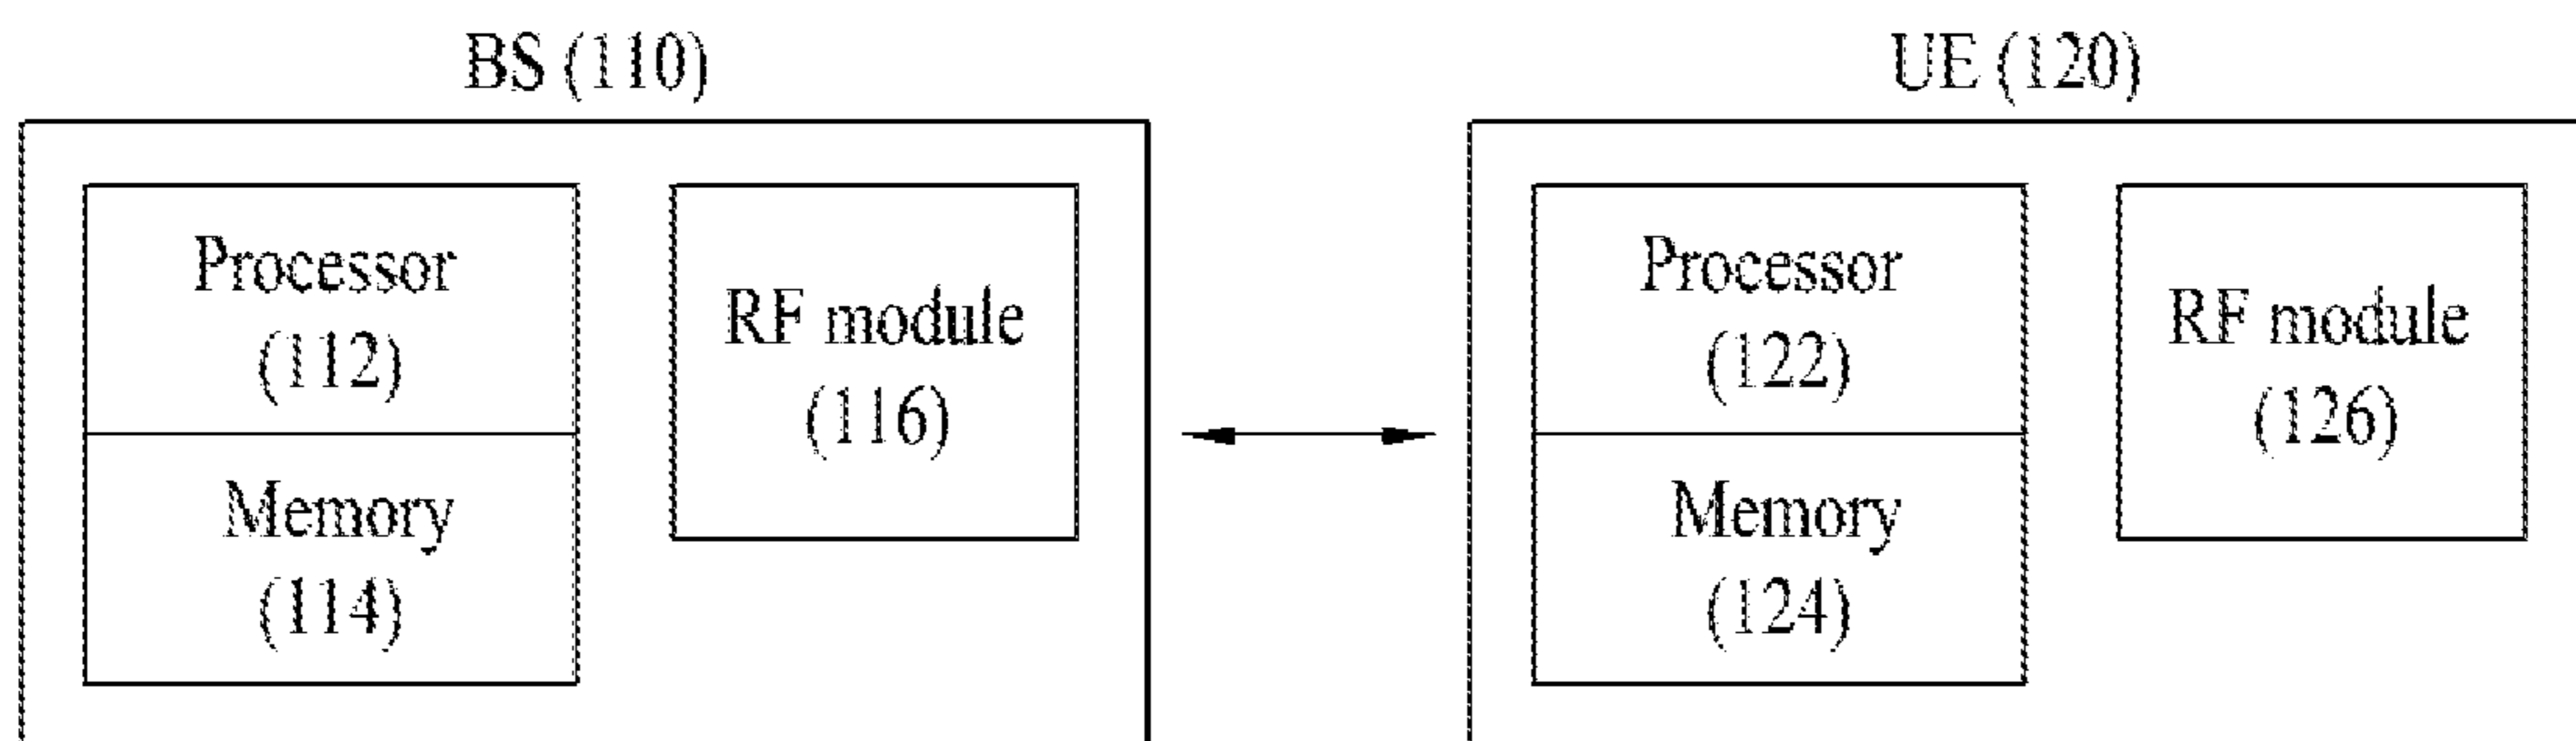 BS (110)
Processor
(112)
Memory
(114)
RF module
(116)
UE (120)
Processor
(122)
Memory
(124)
RF module
(126)